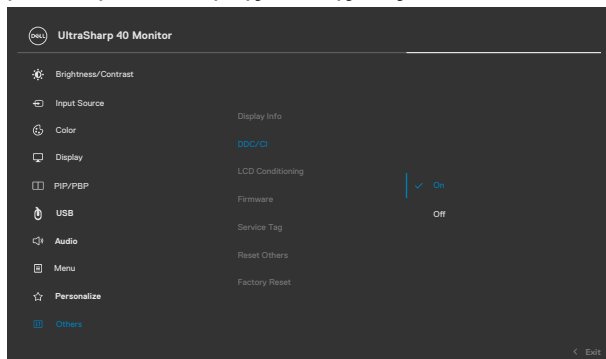 DELL
UltraSharp 40 Monitor
Brightness/Contrast
Input Source
Color
Display
PIP/PBP
USB
Audio
Menu
Personalize
Others
Display Info
DDC/CI
LCD Conditioning
Firmware
Service Tag
Reset Others
Factory Reset
On
Off
Exit